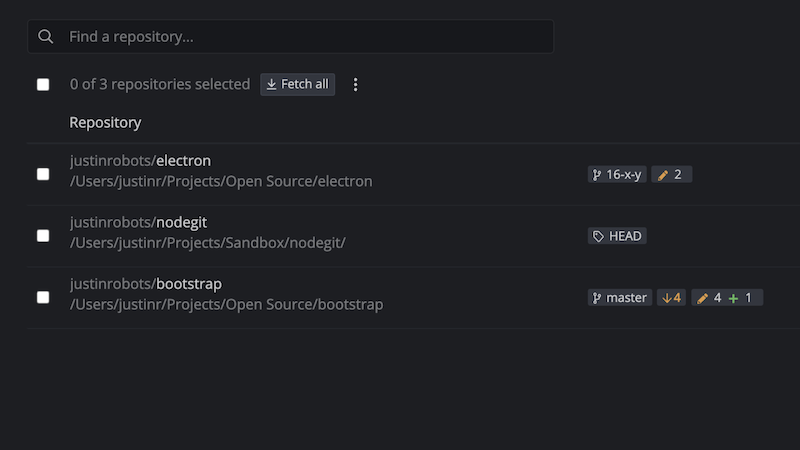 Find a repository...
0 of 3 repositories selected Fetch all
Repository
justinrobots/electron
/Users/justinr/Projects/Open Source/electron
16-x-y 2
justinrobots/nodegit
/Users/justinr/Projects/Sandbox/nodegit/
HEAD
justinrobots/bootstrap
/Users/justinr/Projects/Open Source/bootstrap
master ↓4 4 + 1